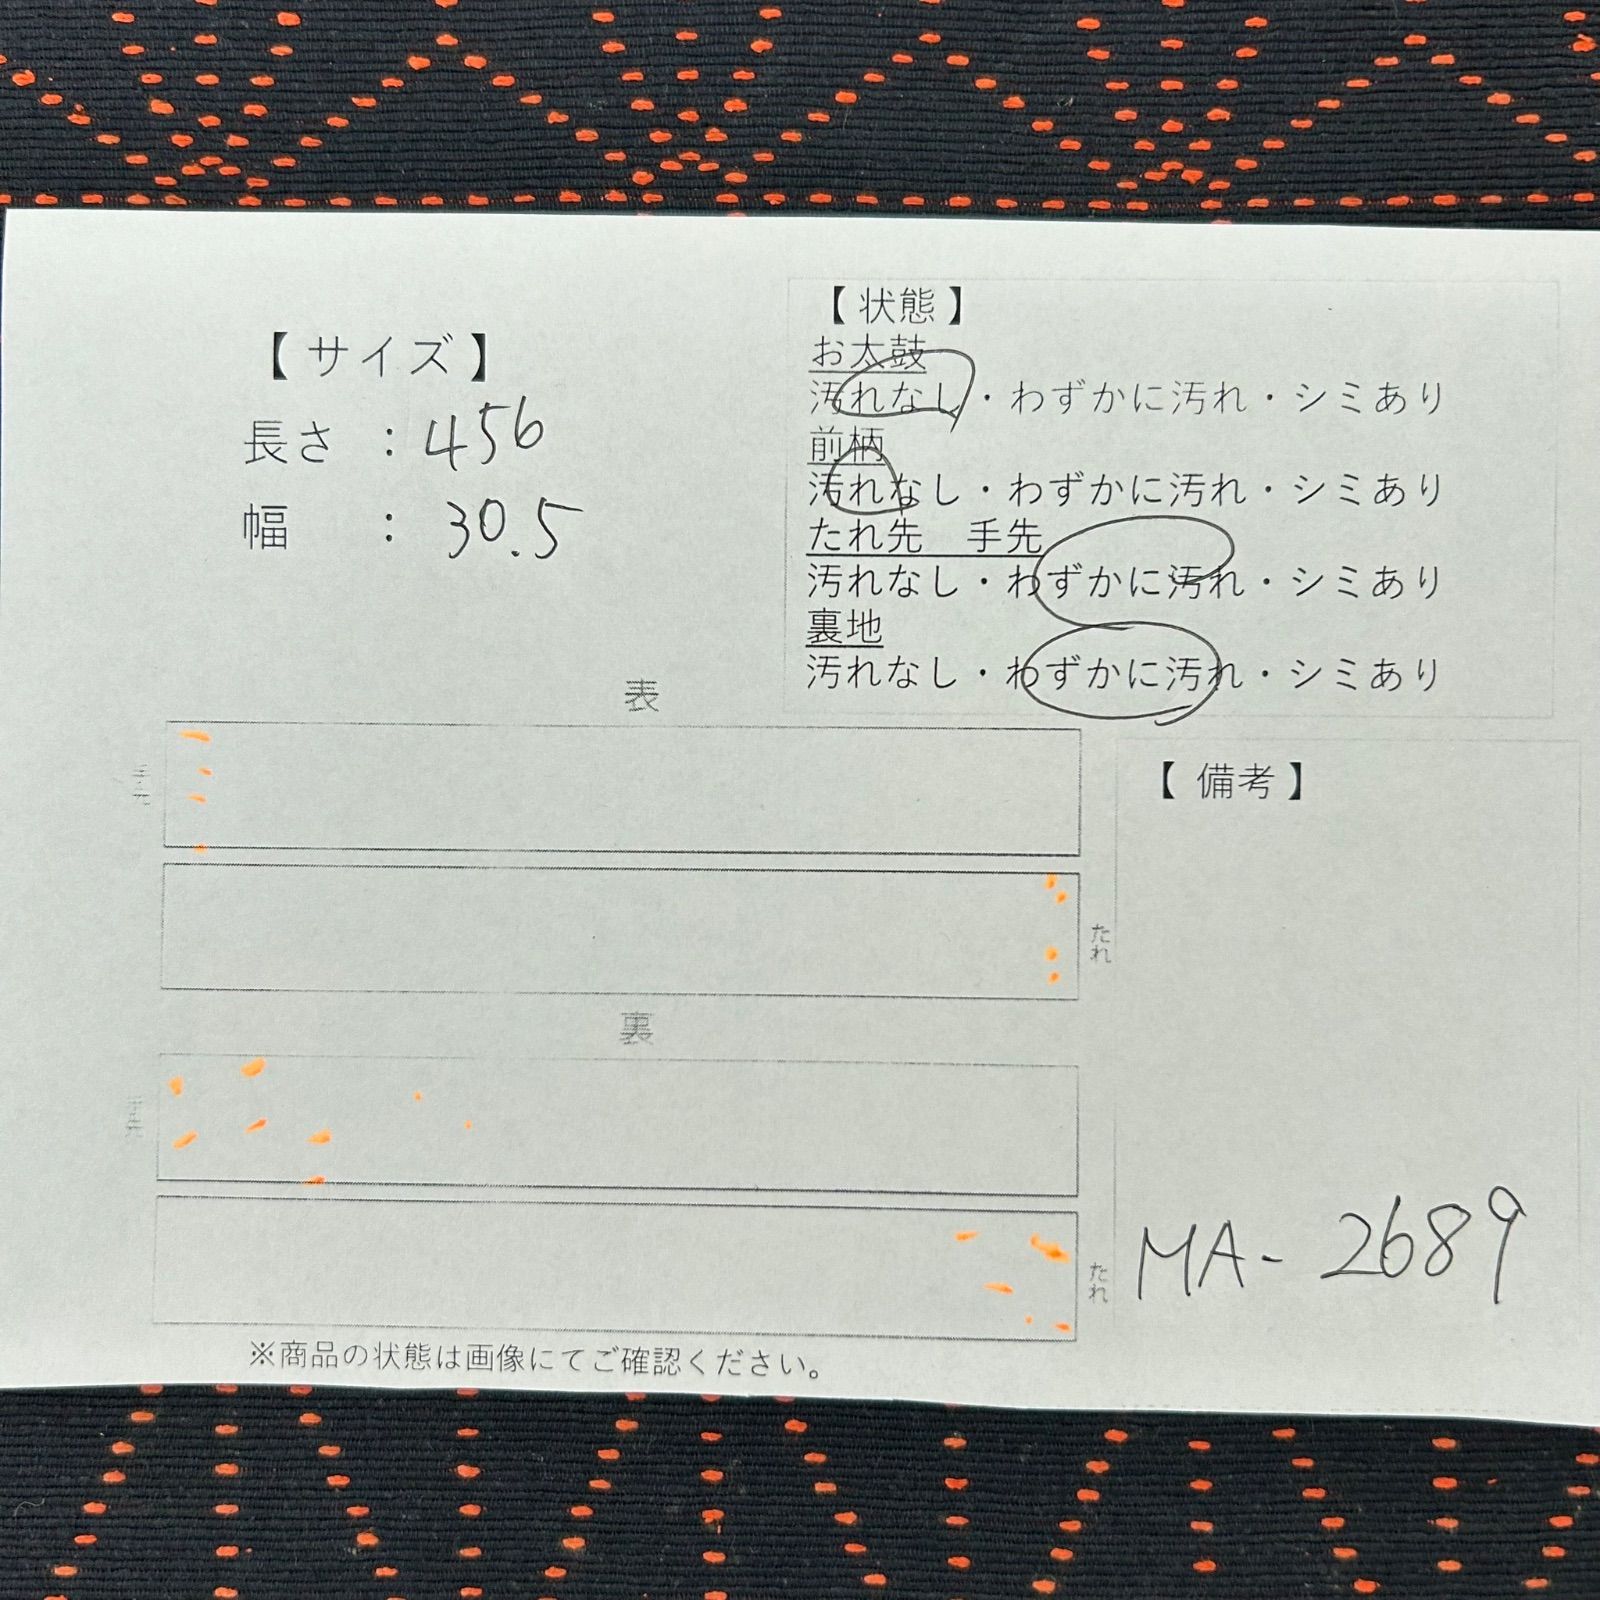 【サイズ】
長さ :456
幅 : 30.5
【状態】
お太鼓
汚れなし・わずかに汚れ・シミあり
前柄
汚れなし・わずかに汚れ・シミあり
たれ先 手先
汚れなし・わずかに汚れ・シミあり
裏地
汚れなし・わずかに汚れ・シミあり
表
手先
たれ
裏
手先
たれ
【備考】
MA-2689
※商品の状態は画像にてご確認ください。